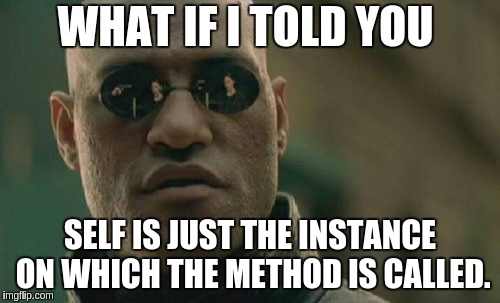 WHAT IF I TOLD YOU
SELF IS JUST THE INSTANCE
ON WHICH THE METHOD IS CALLED.
imgflip.com